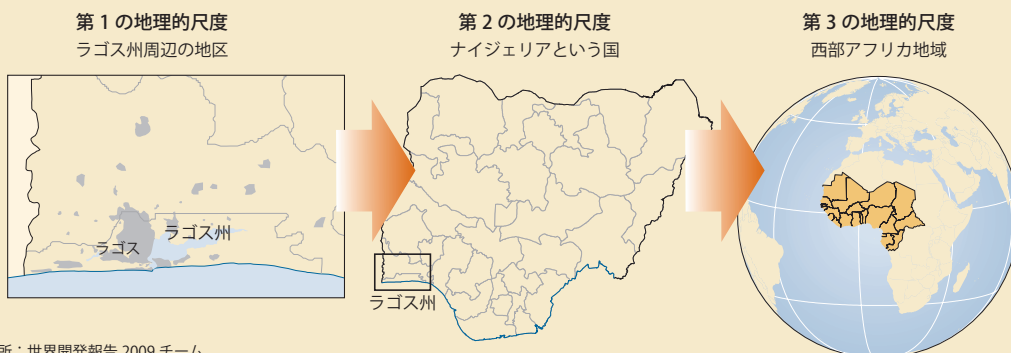 第 1 の地理的尺度
ラゴス州周辺の地区
第 2 の地理的尺度
ナイジェリアという国
第 3 の地理的尺度
西部アフリカ地域
ラゴス
ラゴス州
ラゴス州
所：世界開発報告 2009 チーム